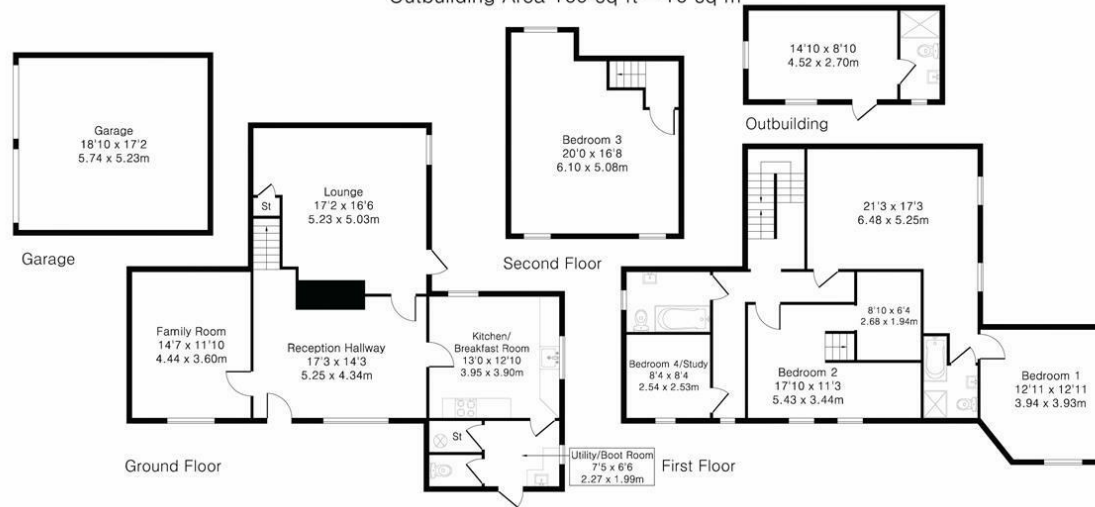 Garage
18'10 x 17'2
5.74 x 5.23m
Garage
Lounge
17'2 x 16'6
5.23 x 5.03m
St
Family Room
14'7 x 11'10
4.44 x 3.60m
Reception Hallway
17'3 x 14'3
5.25 x 4.34m
Kitchen/
Breakfast Room
13'0 x 12'10
3.95 x 3.90m
St
Utility/Boot Room
7'5 x 6'6
2.27 x 1.99m
Ground Floor
Bedroom 3
20'0 x 16'8
6.10 x 5.08m
Second Floor
14'10 x 8'10
4.52 x 2.70m
Outbuilding
21'3 x 17'3
6.48 x 5.25m
8'10 x 6'4
2.68 x 1.94m
Bedroom 4/Study
8'4 x 8'4
2.54 x 2.53m
Bedroom 2
17'10 x 11'3
5.43 x 3.44m
Bedroom 1
12'11 x 12'11
3.94 x 3.93m
First Floor